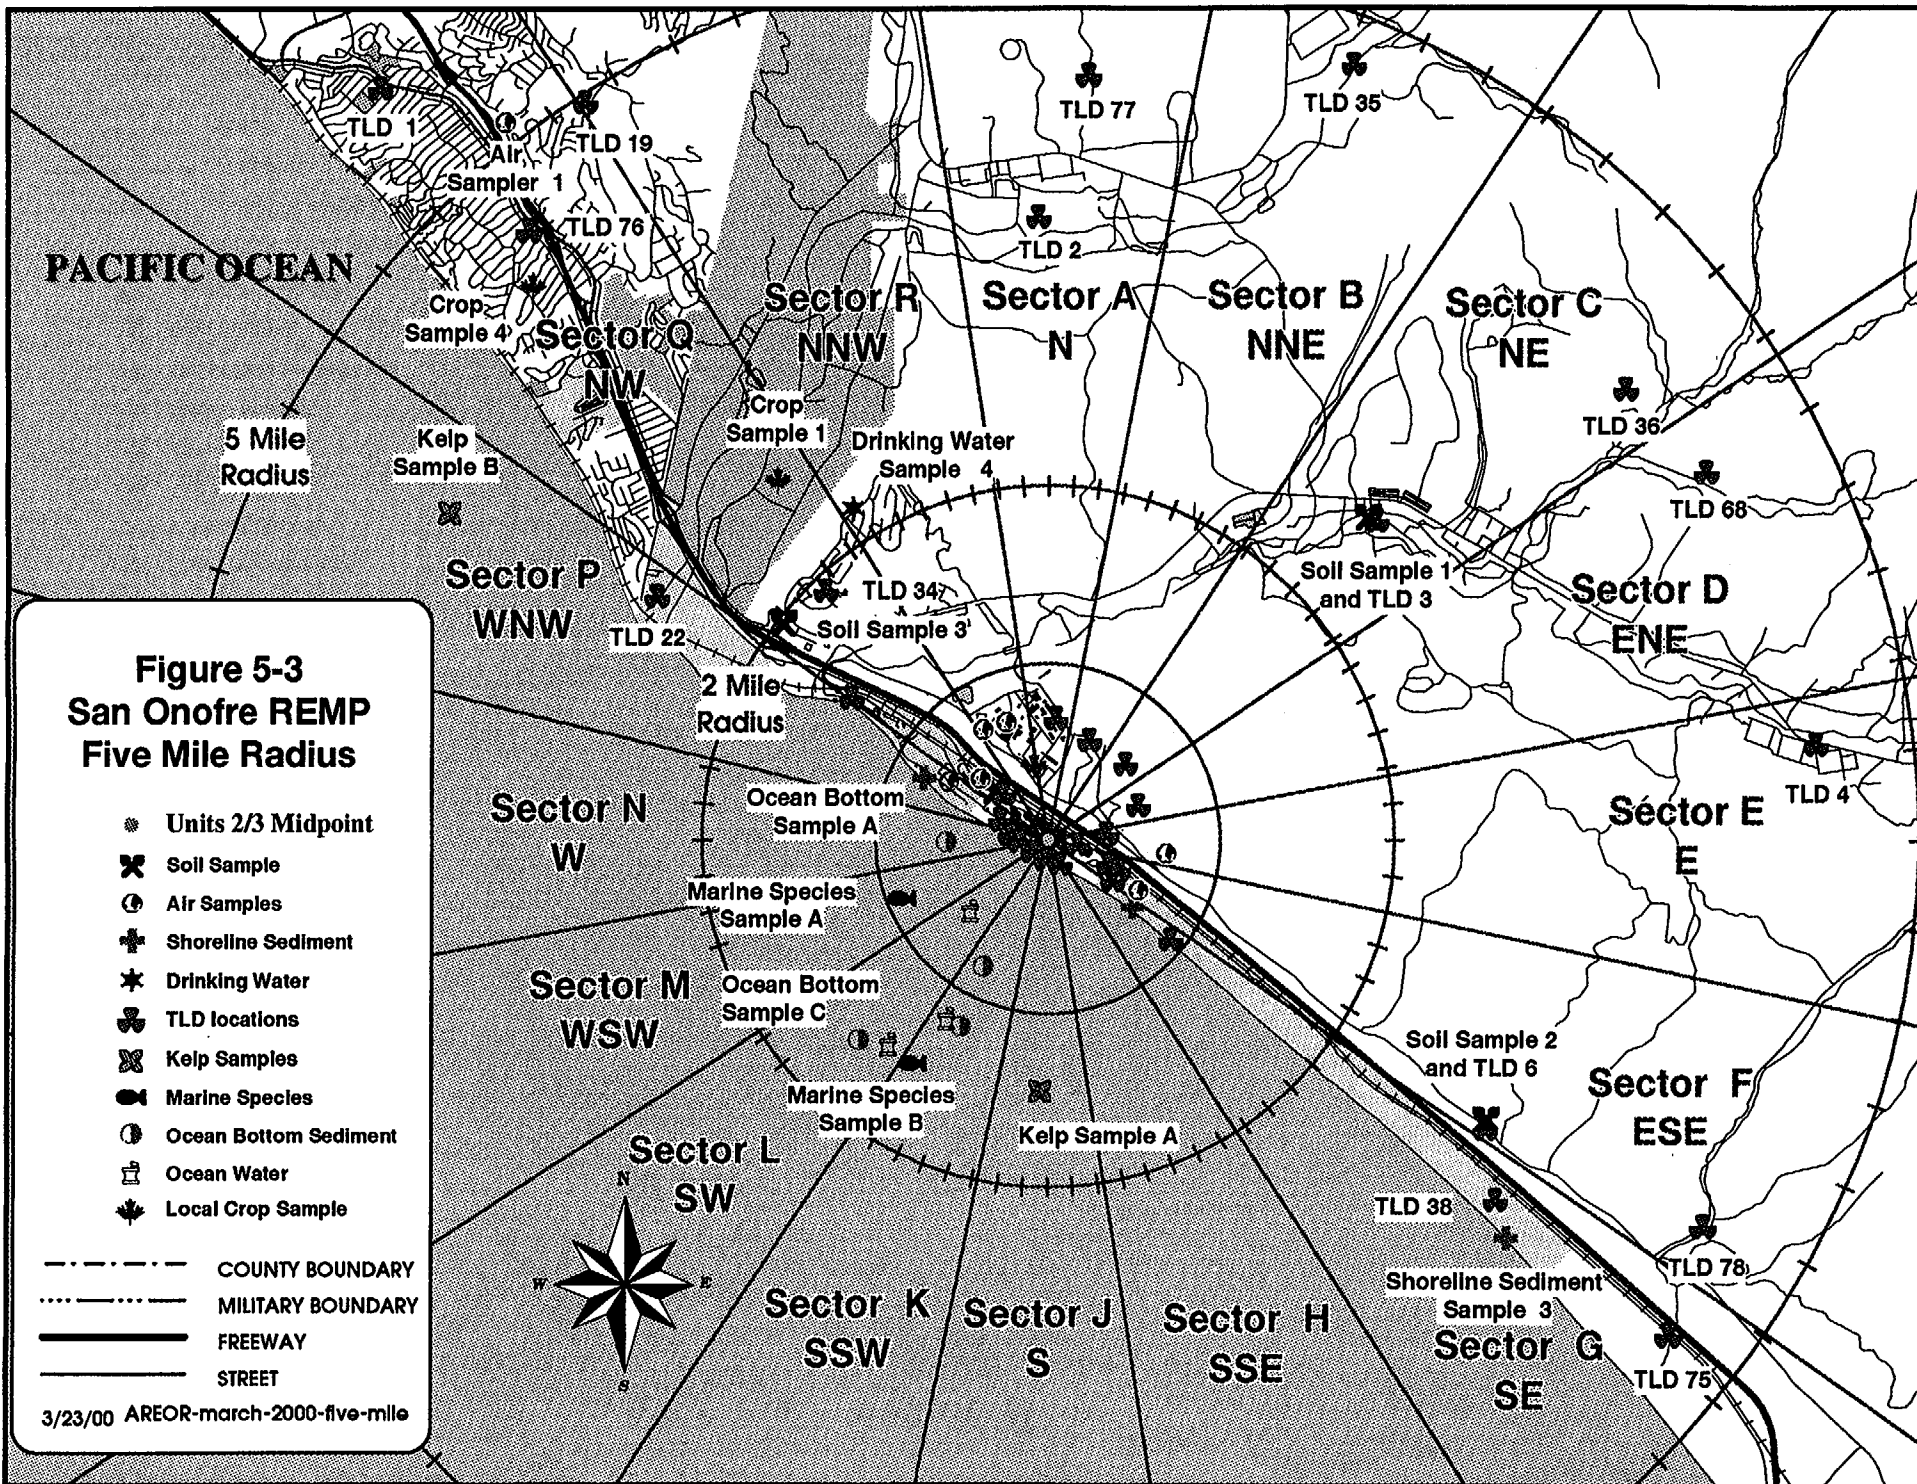 TLD 1
Air
Sampler 1
TLD 19
TLD 76
TLD 77
TLD 35
TLD 2
PACIFIC OCEAN
Crop
Sample 4
Sector Q
NW
Sector R
NNW
Sector A
N
Sector B
NNE
Sector C
NE
5 Mile
Radius
Kelp
Sample B
Crop
Sample 1
Drinking Water
Sample 4
TLD 36
TLD 68
Sector P
WNW
TLD 22
TLD 34
Soil Sample 3
Soil Sample 1
and TLD 3
Sector D
ENE
2 Mile
Radius
TLD 4
Sector E
E
Sector N
W
Ocean Bottom
Sample A
Marine Species
Sample A
Sector M
WSW
Ocean Bottom
Sample C
Marine Species
Sample B
Kelp Sample A
Soil Sample 2
and TLD 6
Sector F
ESE
Sector L
SW
TLD 38
TLD 78
Shoreline Sediment
Sample 3
Sector K
SSW
Sector J
S
Sector H
SSE
Sector G
SE
TLD 75
N
W
E
S
Figure 5-3
San Onofre REMP
Five Mile Radius
Units 2/3 Midpoint
Soil Sample
Air Samples
Shoreline Sediment
Drinking Water
TLD locations
Kelp Samples
Marine Species
Ocean Bottom Sediment
Ocean Water
Local Crop Sample
COUNTY BOUNDARY
MILITARY BOUNDARY
FREEWAY
STREET
3/23/00 AREOR-march-2000-five-mile